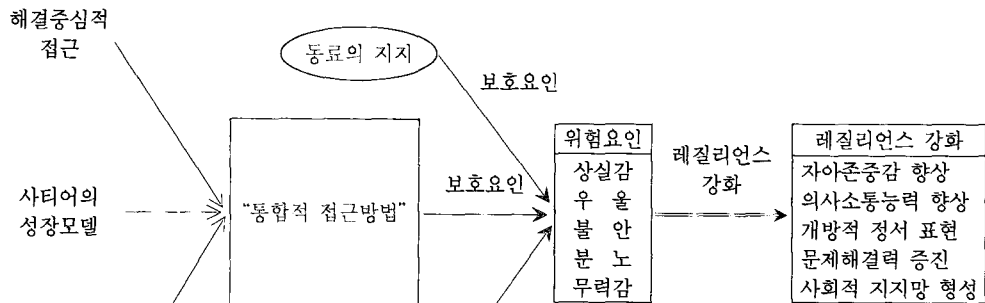 해결중심적
접근
동료의 지지
보호요인
사티어의
성장모델
“통합적 접근방법”
보호요인
위험요인
상실감
우 울
불 안
분 노
무력감
레질리언스
강화
레질리언스 강화
자아존중감 향상
의사소통능력 향상
개방적 정서 표현
문제해결력 증진
사회적 지지망 형성